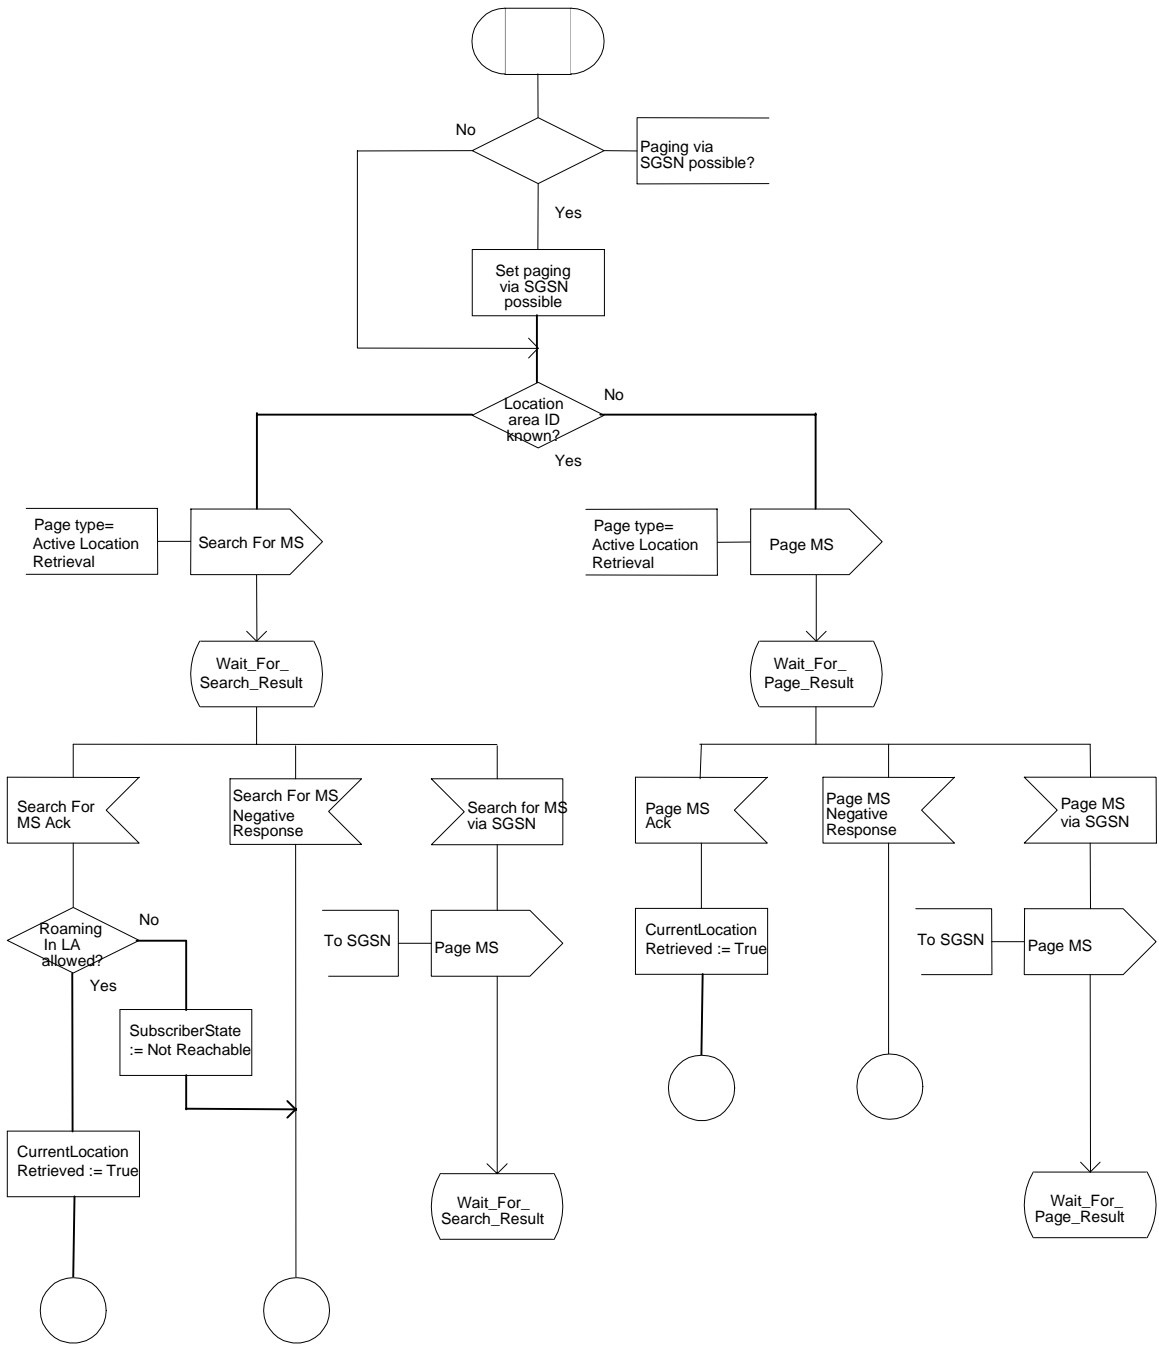 No
Paging via
SGSN possible?
Yes
Set paging
via SGSN
possible
No
Location
area ID
known?
Yes
Page type=
Active Location
Retrieval
Search For MS
Page type=
Active Location
Retrieval
Page MS
Wait_For_
Search_Result
Wait_For_
Page_Result
Search For
MS Ack
Search For MS
Negative
Response
Search for MS
via SGSN
Page MS
Ack
Page MS
Negative
Response
Page MS
via SGSN
Roaming
In LA
allowed?
No
Yes
To SGSN
Page MS
CurrentLocation
Retrieved := True
To SGSN
Page MS
SubscriberState
:= Not Reachable
CurrentLocation
Retrieved := True
Wait_For_
Search_Result
Wait_For_
Page_Result